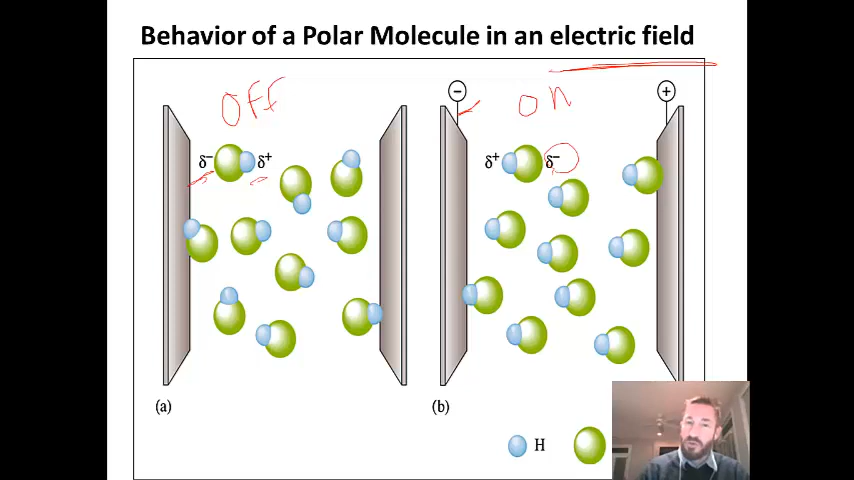 Behavior of a Polar Molecule in an electric field
OFF
− on +
δ− δ+
δ+ δ−
(a) (b)
H